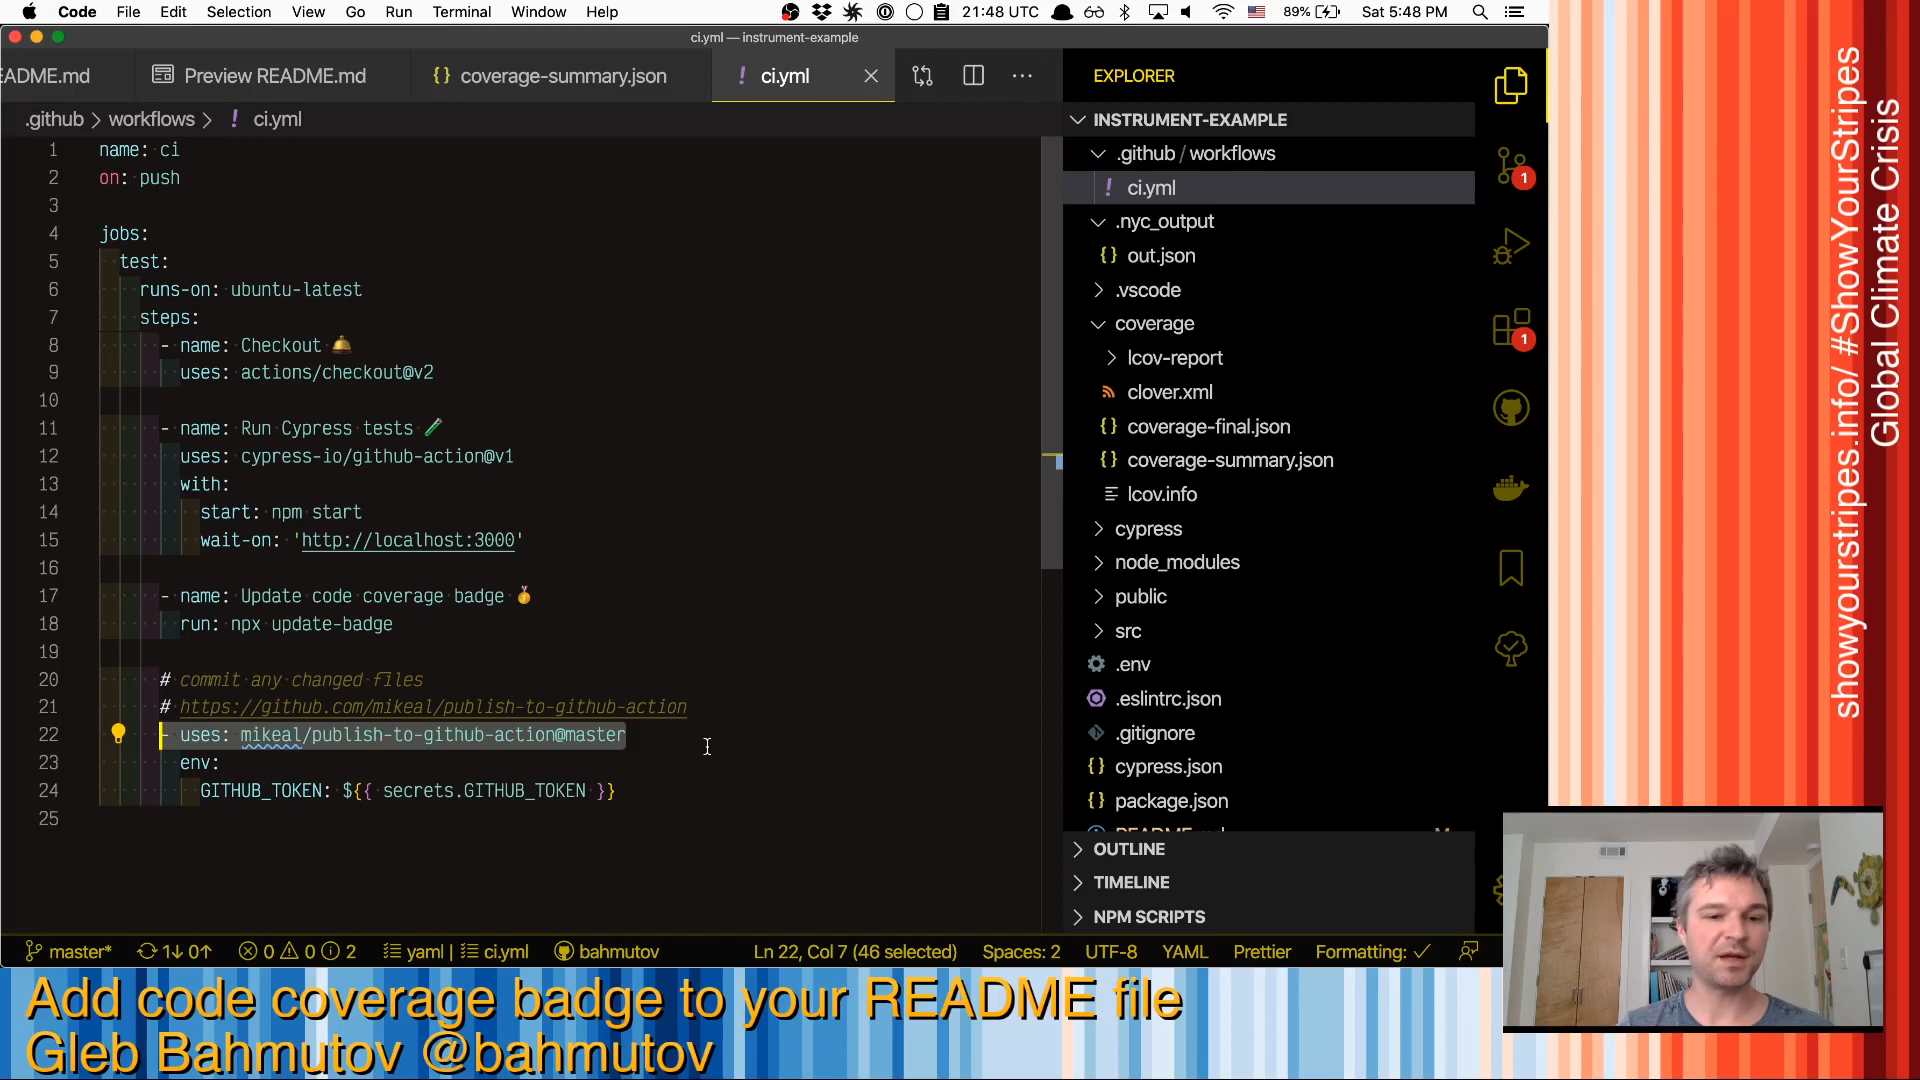 Code File Edit Selection View Go Run Terminal Window Help 21:48 UTC 89% Sat 5:48 PM
ci.yml — instrument-example
EADME.md Preview README.md {} coverage-summary.json ! ci.yml
.github > workflows > ! ci.yml
1 name: ci
2 on: push
3
4 jobs:
5 test:
6 runs-on: ubuntu-latest
7 steps:
8 - name: Checkout 🛎
9 uses: actions/checkout@v2
10
11 - name: Run Cypress tests 🧪
12 uses: cypress-io/github-action@v1
13 with:
14 start: npm start
15 wait-on: 'http://localhost:3000'
16
17 - name: Update code coverage badge 🥇
18 run: npx update-badge
19
20 # commit any changed files
21 # https://github.com/mikeal/publish-to-github-action
22 - uses: mikeal/publish-to-github-action@master
23 env:
24 GITHUB_TOKEN: ${{ secrets.GITHUB_TOKEN }}
25
EXPLORER
INSTRUMENT-EXAMPLE
.github / workflows
! ci.yml
.nyc_output
{} out.json
.vscode
coverage
lcov-report
clover.xml
{} coverage-final.json
{} coverage-summary.json
lcov.info
cypress
node_modules
public
src
.env
.eslintrc.json
.gitignore
{} cypress.json
{} package.json
README.md M
OUTLINE
TIMELINE
NPM SCRIPTS
1
1
master* 1↓ 0↑ 0 0 2 yaml | ci.yml bahmutov Ln 22, Col 7 (46 selected) Spaces: 2 UTF-8 YAML Prettier Formatting: ✓
showyourstripes.info/ #ShowYourStripes
Global Climate Crisis
Add code coverage badge to your README file
Gleb Bahmutov @bahmutov